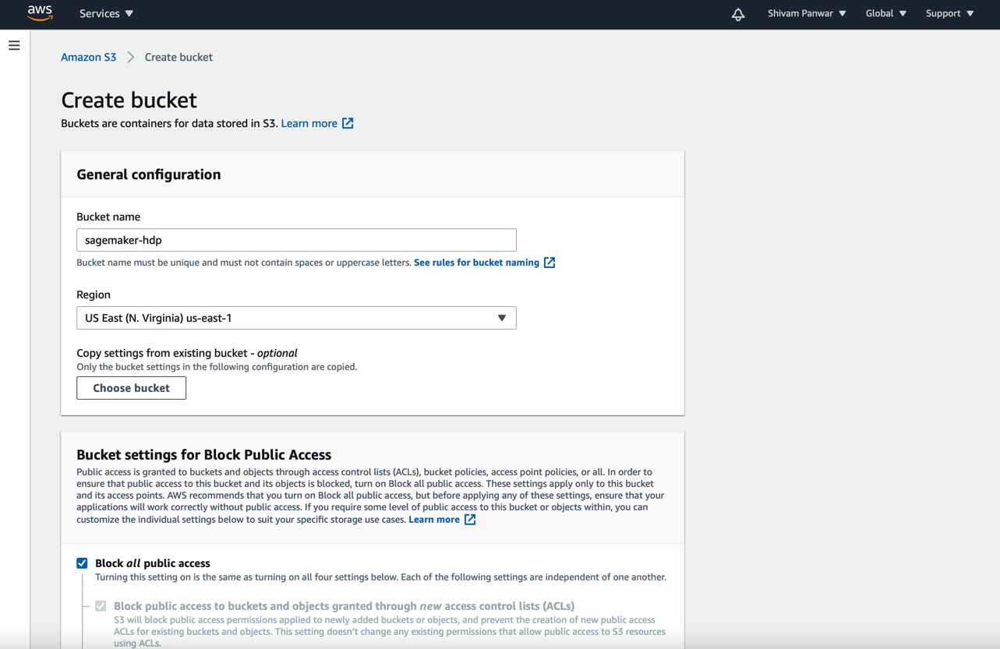 aws
Services
Shivam Panwar
Global
Support
Amazon S3
Create bucket
Create bucket
Buckets are containers for data stored in S3. Learn more
General configuration
Bucket name
sagemaker-hdp
Bucket name must be unique and must not contain spaces or uppercase letters. See rules for bucket naming
Region
US East (N. Virginia) us-east-1
Copy settings from existing bucket - optional
Only the bucket settings in the following configuration are copied.
Choose bucket
Bucket settings for Block Public Access
Public access is granted to buckets and objects through access control lists (ACLs), bucket policies, access point policies, or all. In order to
ensure that public access to this bucket and its objects is blocked, turn on Block all public access. These settings apply only to this bucket
and its access points. AWS recommends that you turn on Block all public access, but before applying any of these settings, ensure that your
applications will work correctly without public access. If you require some level of public access to this bucket or objects within, you can
customize the individual settings below to suit your specific storage use cases. Learn more
Block all public access
Turning this setting on is the same as turning on all four settings below. Each of the following settings are independent of one another.
Block public access to buckets and objects granted through new access control lists (ACLs)
S3 will block public access permissions applied to newly added buckets or objects, and prevent the creation of new public access
ACLs for existing buckets and objects. This setting doesn't change any existing permissions that allow public access to S3 resources
using ACLs.